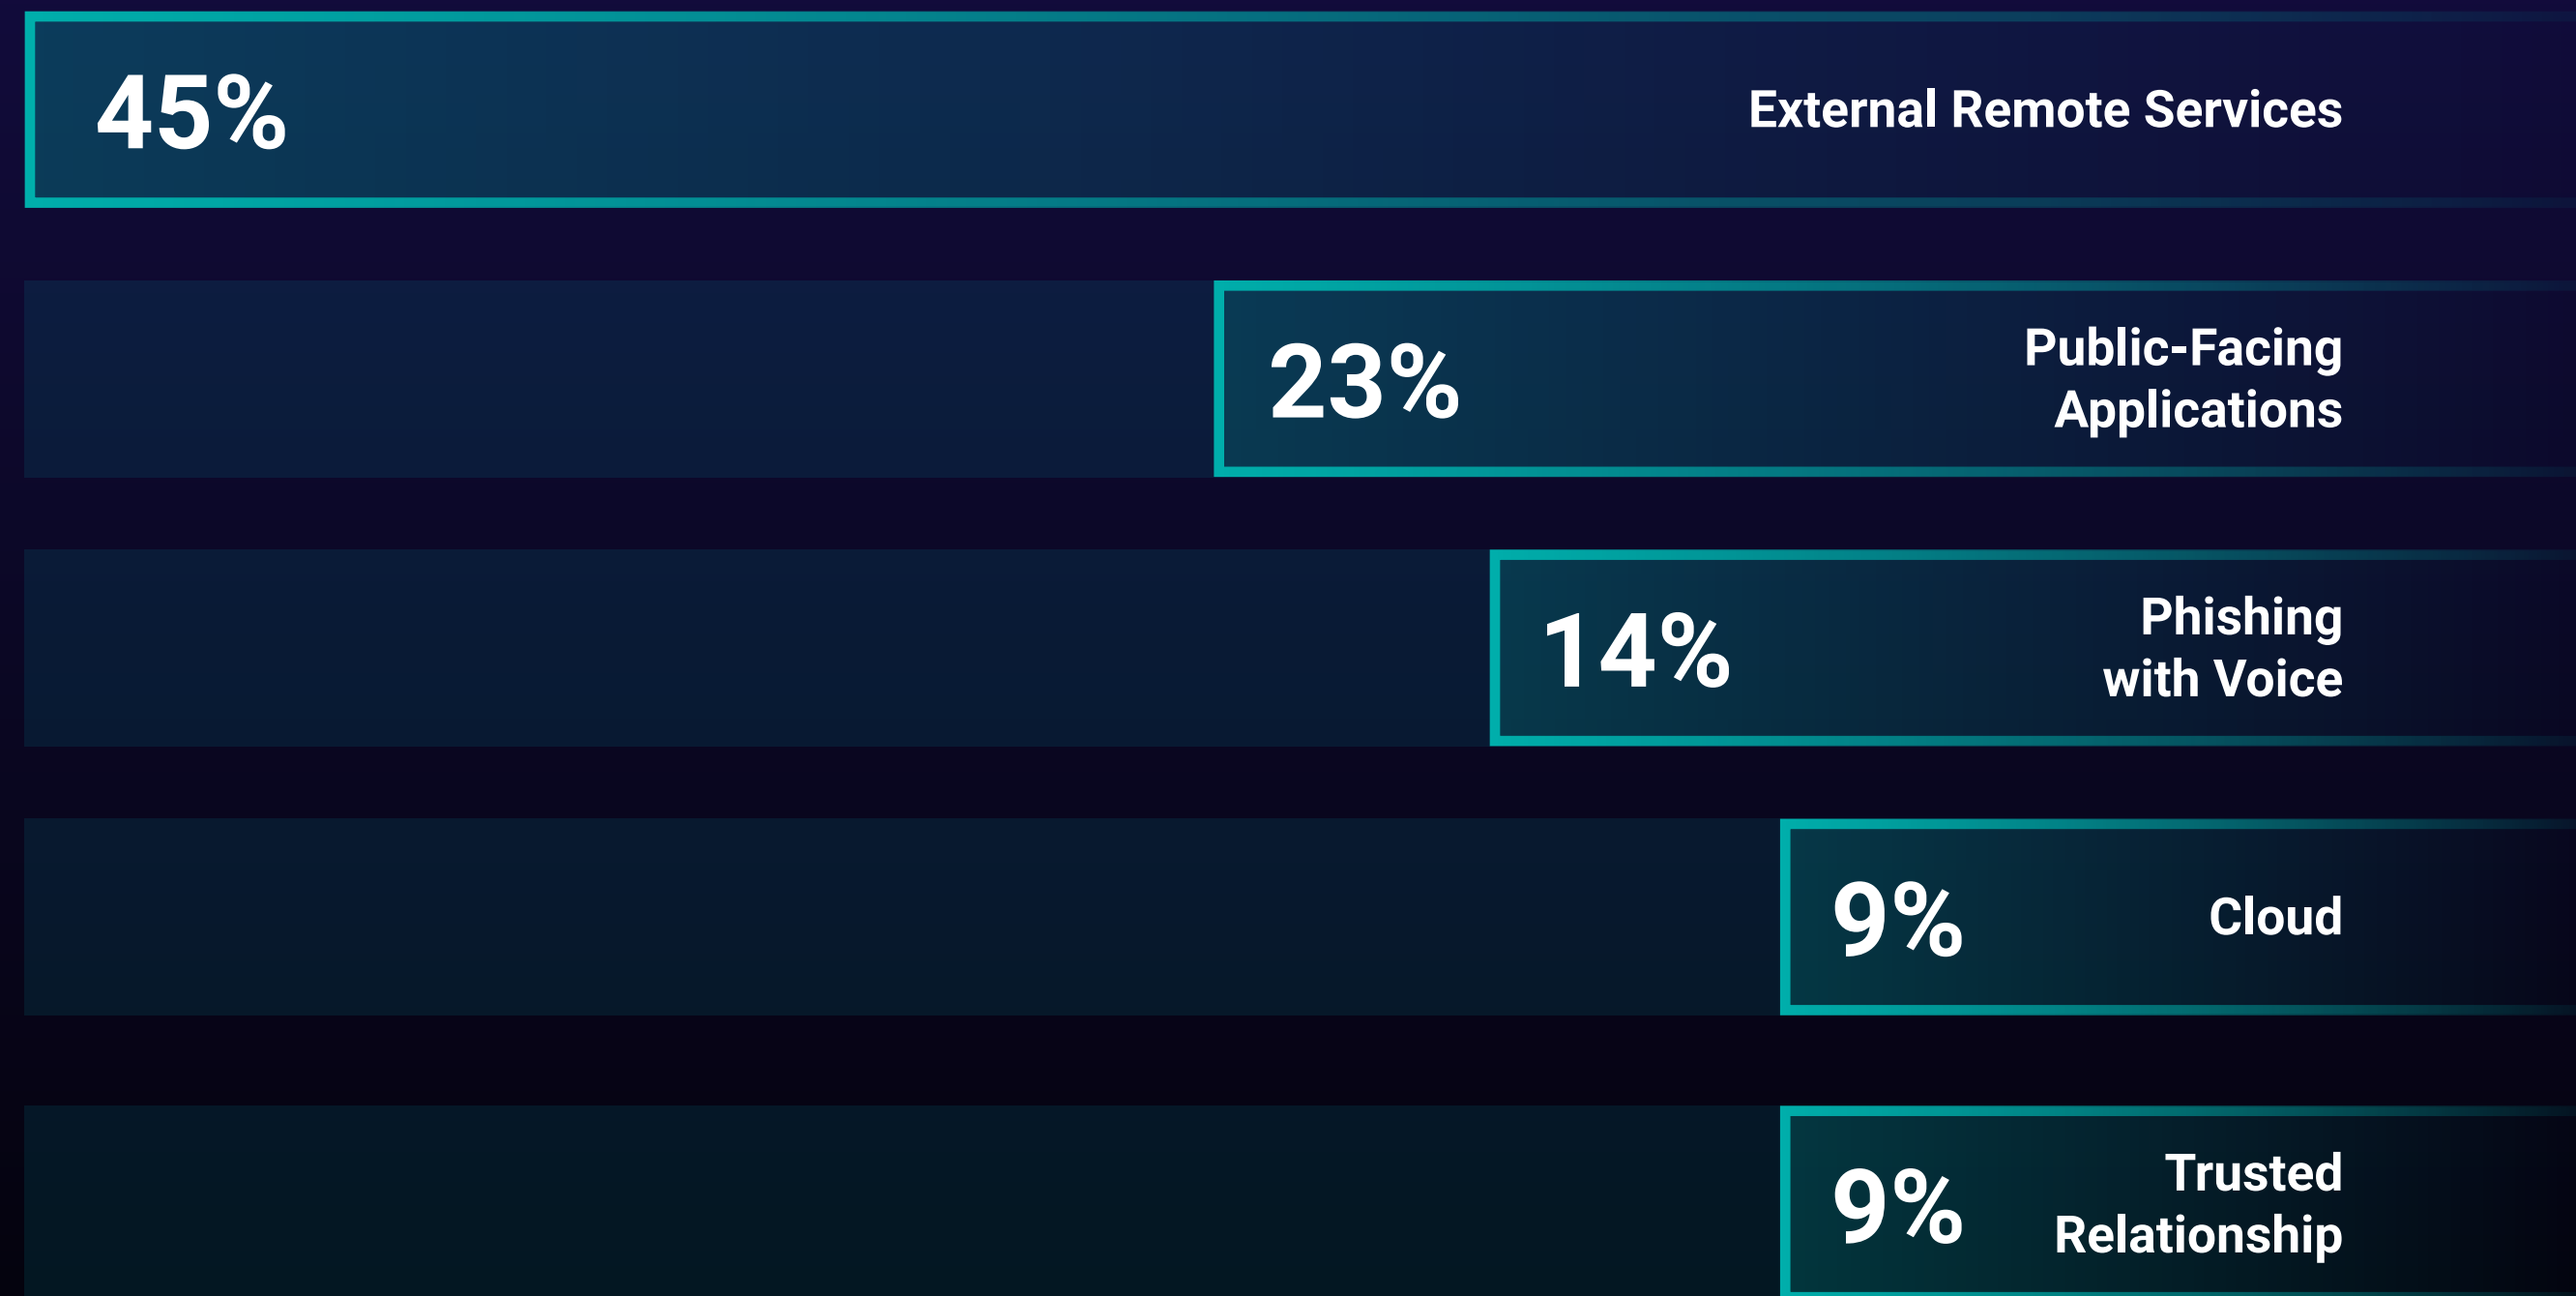 45%
External Remote Services
23%
Public-Facing
Applications
14%
Phishing
with Voice
9%
Cloud
9%
Trusted
Relationship